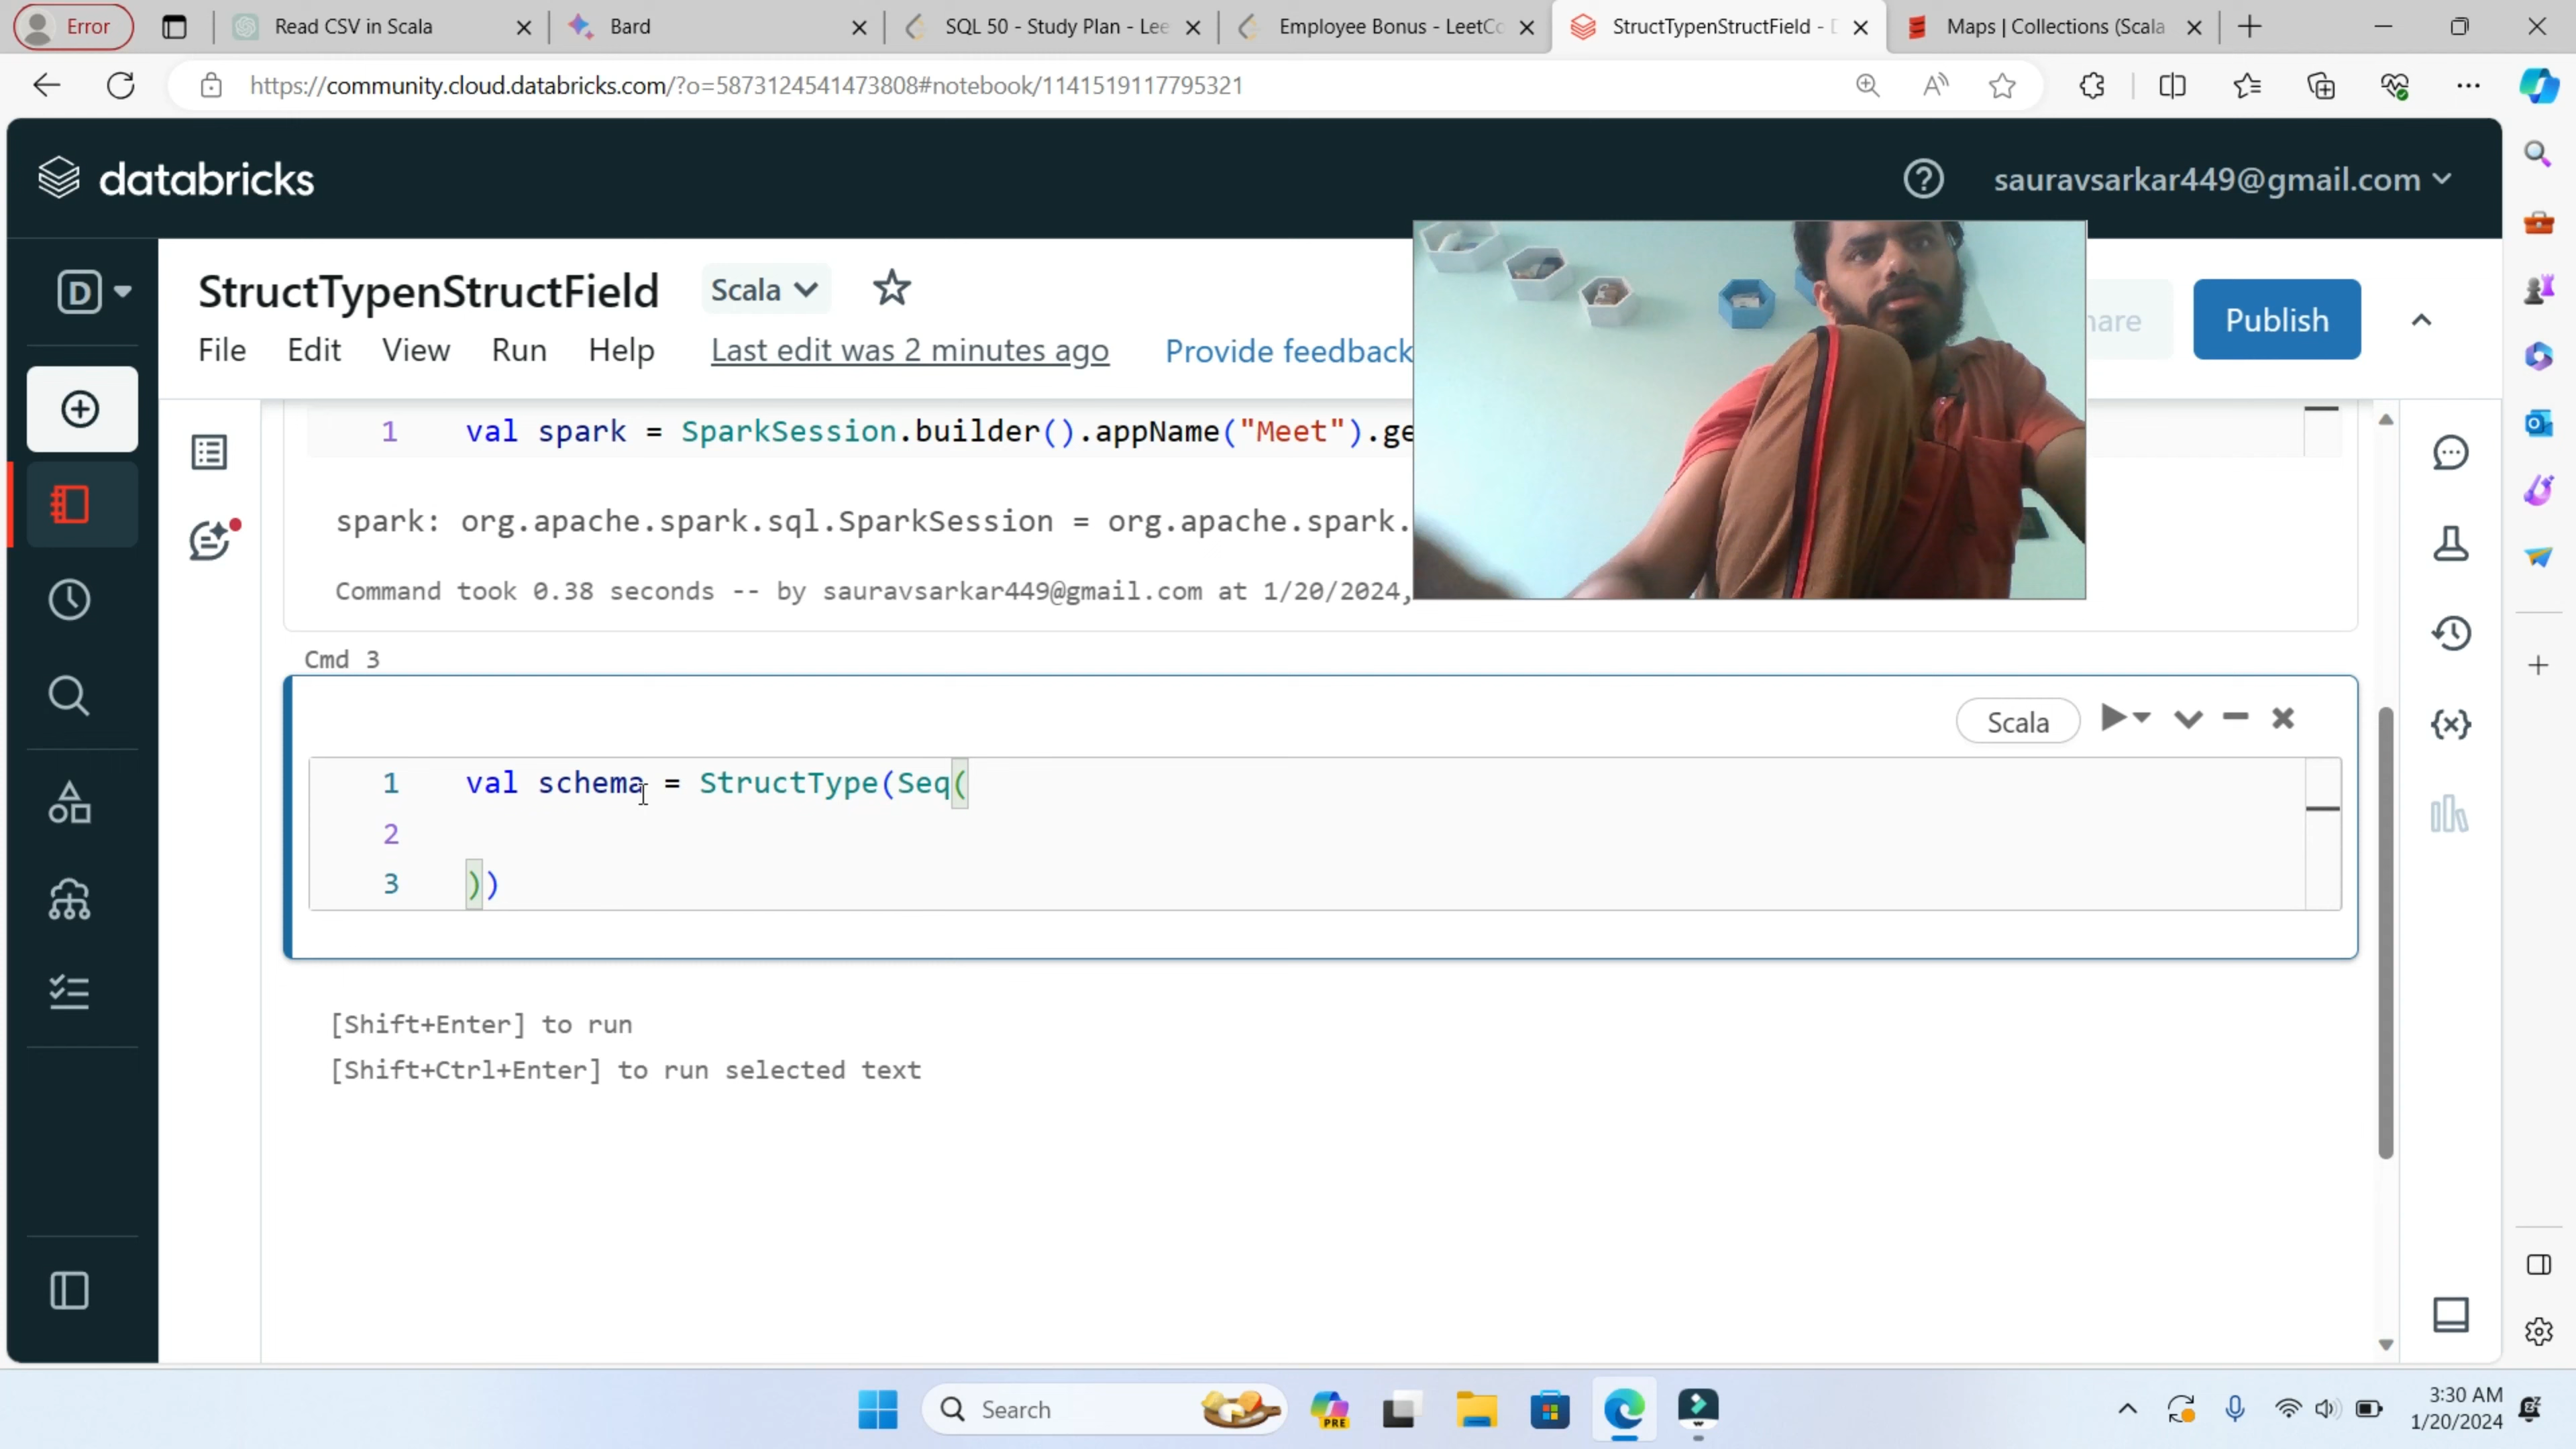 Error
Read CSV in Scala
Bard
SQL 50 - Study Plan - Lee
Employee Bonus - LeetCo
StructTypenStructField - D
Maps | Collections (Scala
https://community.cloud.databricks.com/?o=5873124541473808#notebook/1141519117795321
databricks
sauravsarkar449@gmail.com
D
StructTypenStructField
Scala
hare
Publish
File Edit View Run Help Last edit was 2 minutes ago Provide feedback
1 val spark = SparkSession.builder().appName("Meet").ge
spark: org.apache.spark.sql.SparkSession = org.apache.spark.
Command took 0.38 seconds -- by sauravsarkar449@gmail.com at 1/20/2024,
Cmd 3
Scala
1 val schema = StructType(Seq(
2
3 ))
[Shift+Enter] to run
[Shift+Ctrl+Enter] to run selected text
Search
PRE
3:30 AM
1/20/2024